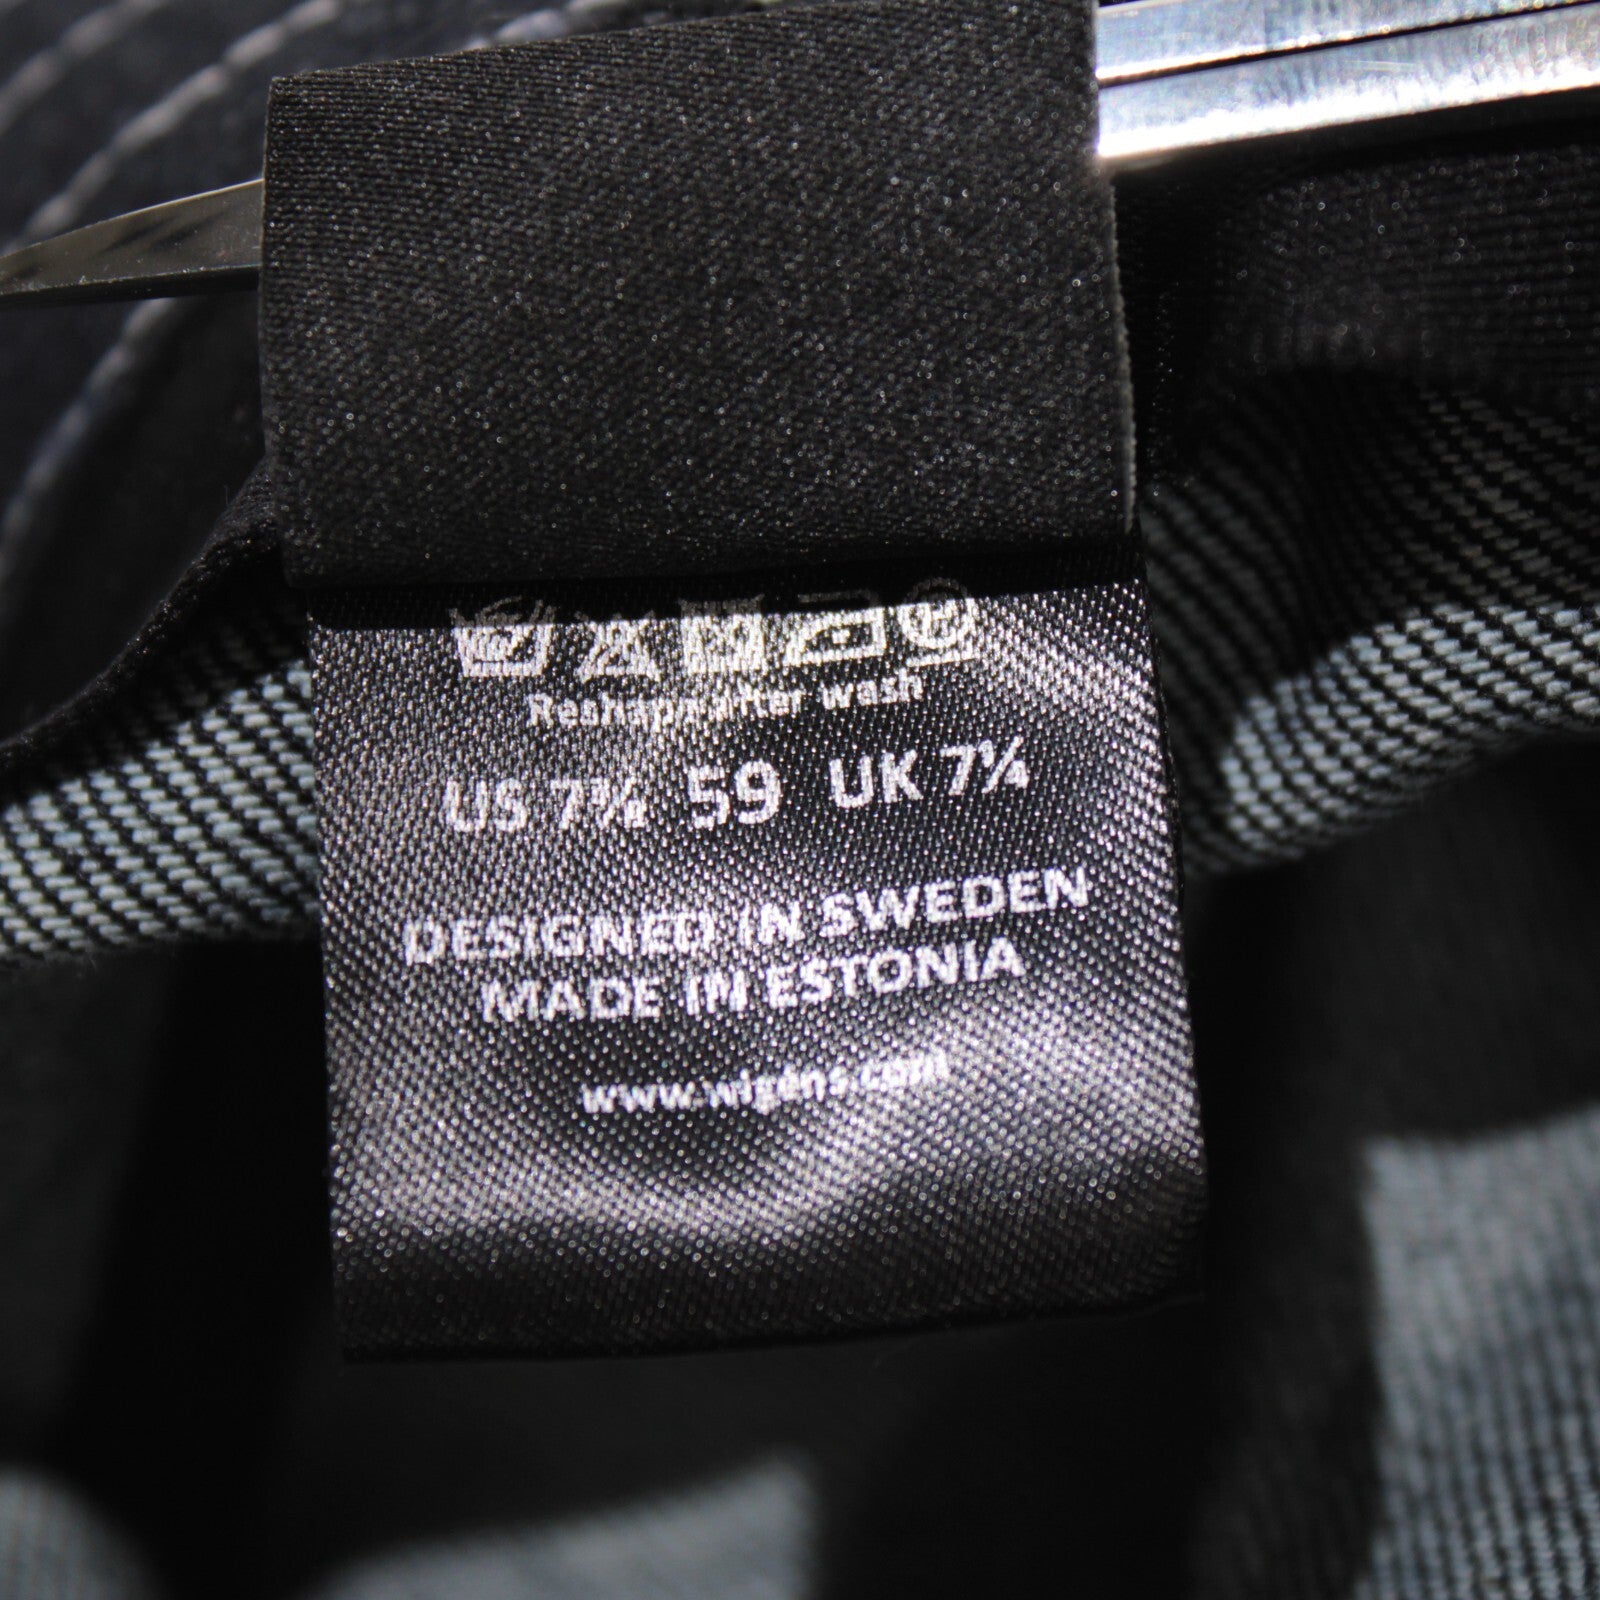 Reshape after wash
US 7⅜ 59 UK 7¼
DESIGNED IN SWEDEN
MADE IN ESTONIA
www.wigens.com